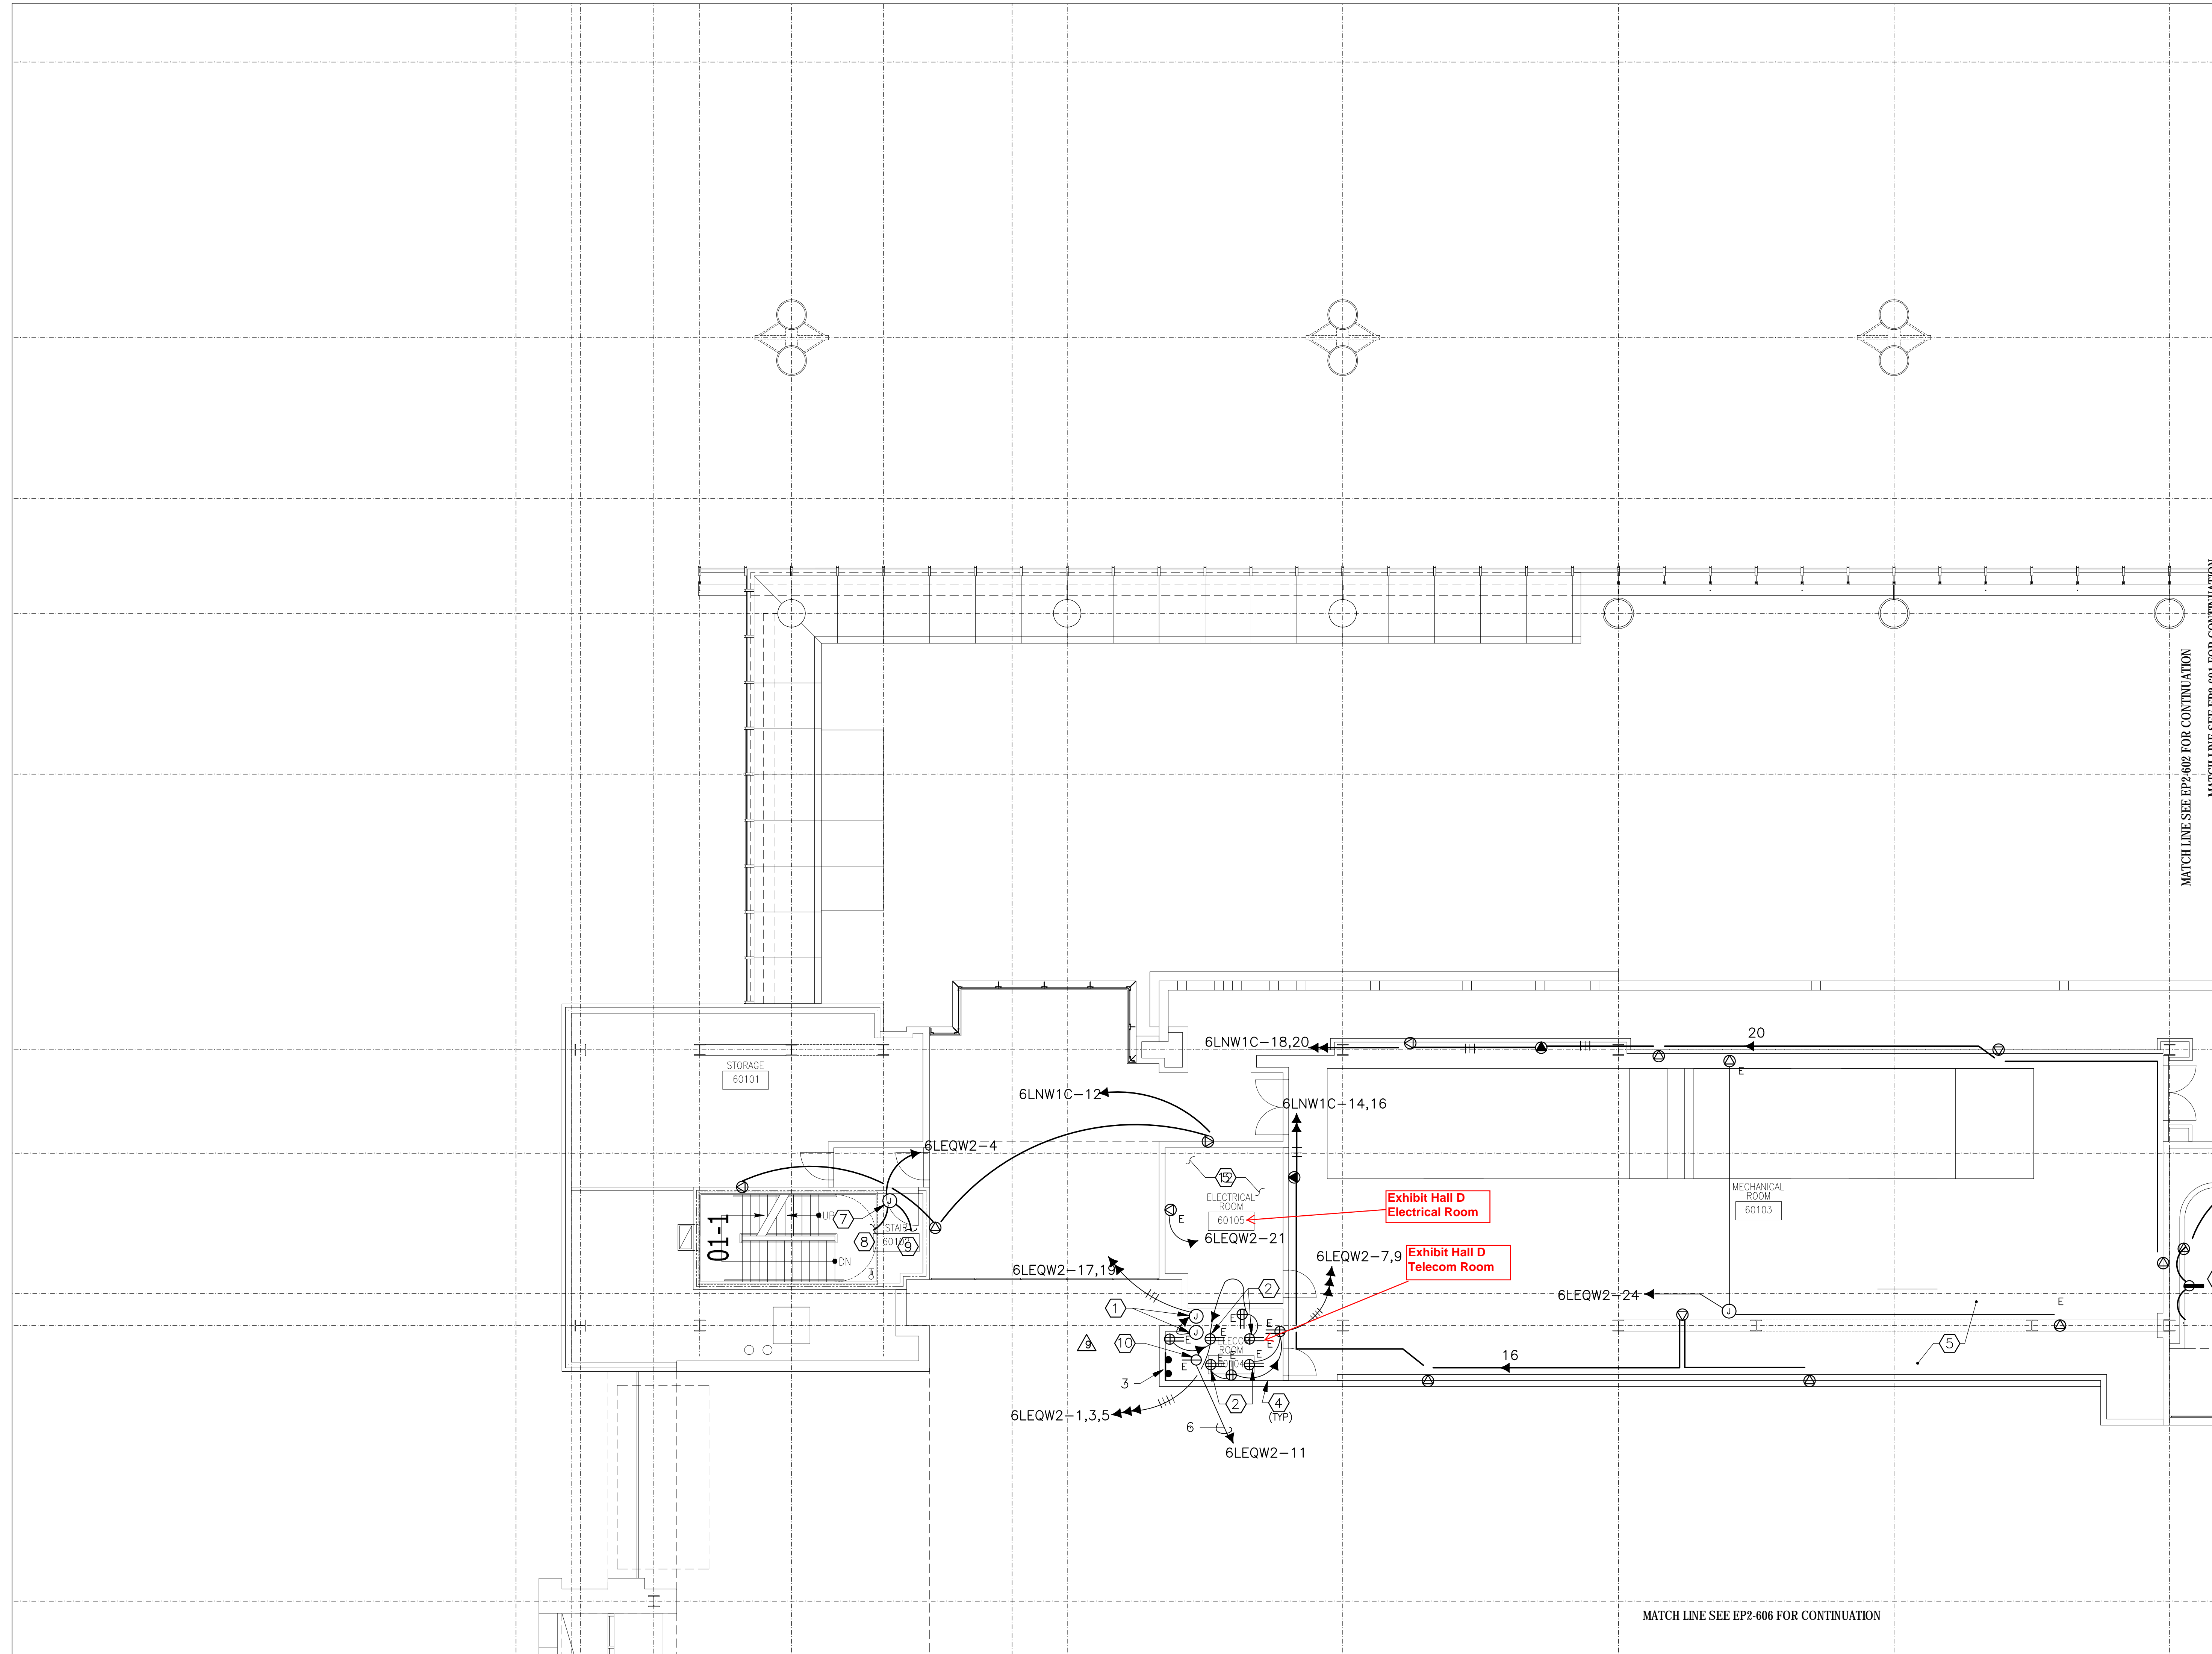 MATCH LINE SEE EP2-602 FOR CONTINUATION
6LNW1C-18,20
20
E
STORAGE
60101
6LNW1C-12
6LNW1C-14,16
6LEQW2-4
ELECTRICAL
ROOM
60105
E
6LEQW2-21
Exhibit Hall D
Electrical Room
MECHANICAL
ROOM
60103
01-1
UP
7
J
STAIR
8
9
DN
6LEQW2-17,19
6LEQW2-7,9
Exhibit Hall D
Telecom Room
6LEQW2-24
J
E
1
2
J
J
E
E
E
E
E
ROOM
9
10
E
E
E
E
5
16
3
2
4
(TYP)
6LEQW2-1,3,5
6
6LEQW2-11
MATCH LINE SEE EP2-606 FOR CONTINUATION